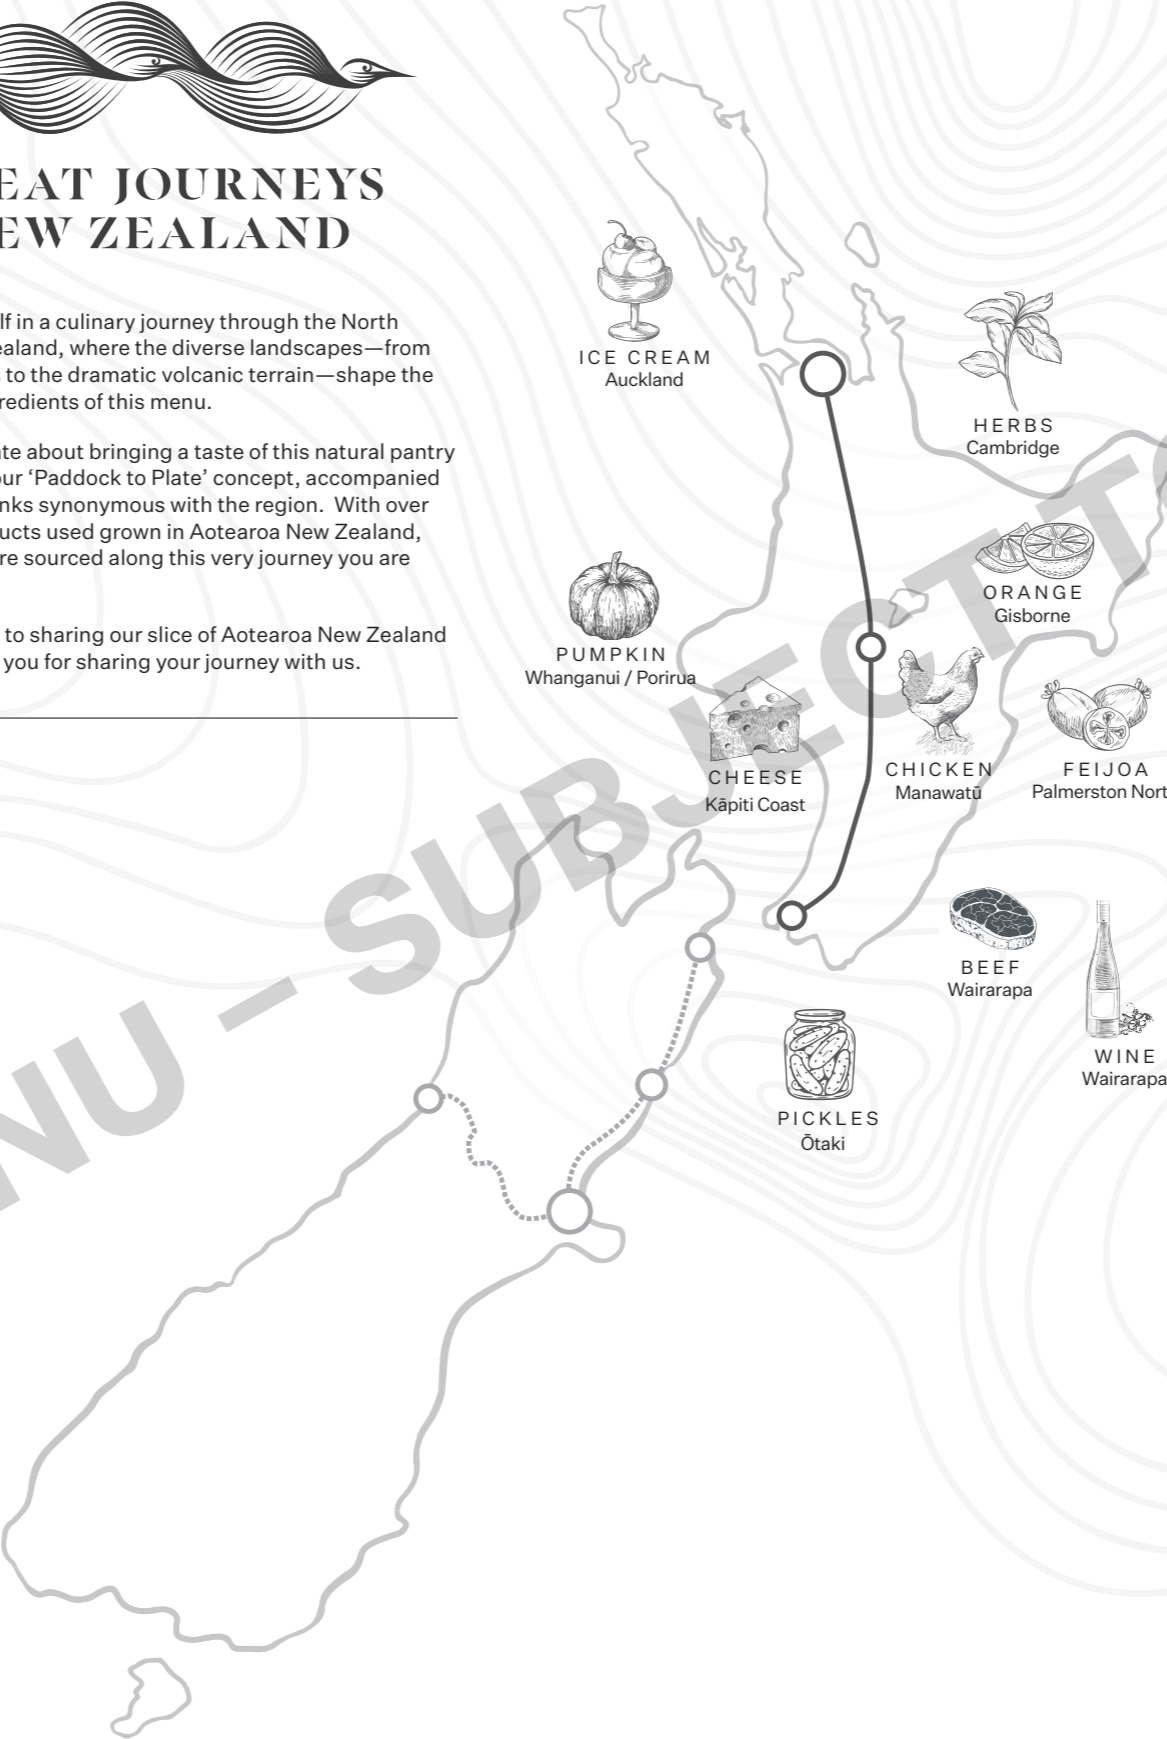 EAT JOURNEYS
EW ZEALAND
lf in a culinary journey through the North
ealand, where the diverse landscapes—from
s to the dramatic volcanic terrain—shape the
redients of this menu.
ate about bringing a taste of this natural pantry
our ‘Paddock to Plate’ concept, accompanied
nks synonymous with the region.  With over
ucts used grown in Aotearoa New Zealand,
re sourced along this very journey you are
to sharing our slice of Aotearoa New Zealand
you for sharing your journey with us.
ICE CREAM
Auckland
HERBS
Cambridge
ORANGE
Gisborne
PUMPKIN
Whanganui / Porirua
CHEESE
Kāpiti Coast
CHICKEN
Manawatū
FEIJOA
Palmerston Nort
BEEF
Wairarapa
WINE
Wairarapa
PICKLES
Ōtaki
NU – SUBJECT TO